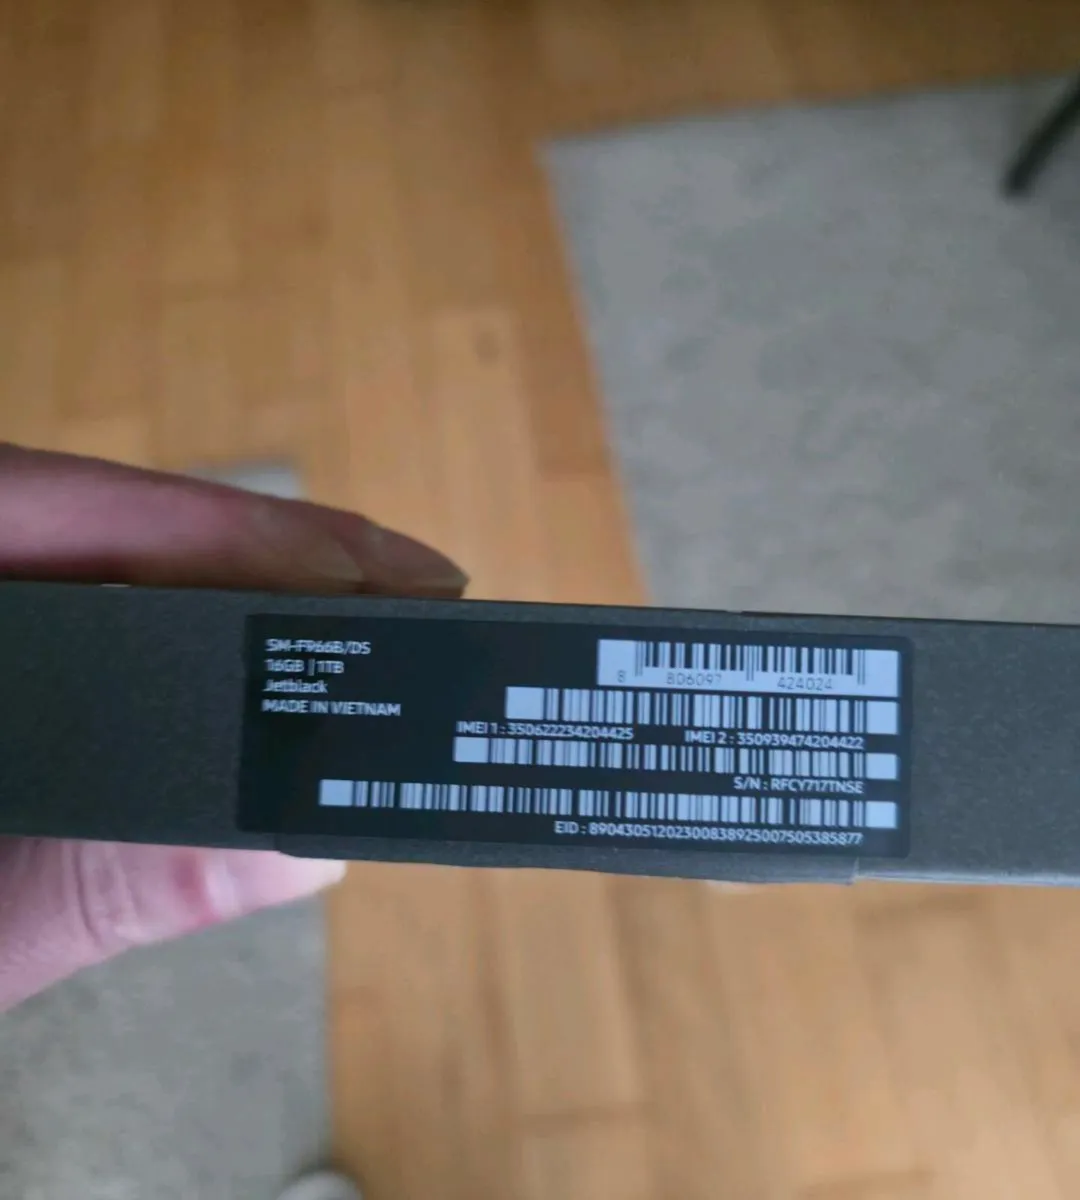 SM-F966B/DS
16GB | 1TB
Jetblack
MADE IN VIETNAM
8 806097 424024
IMEI 1 : 350622234204425 IMEI 2 : 350939474204422
S/N : RFCY717TNSE
EID : 89043051202300838925007505385877